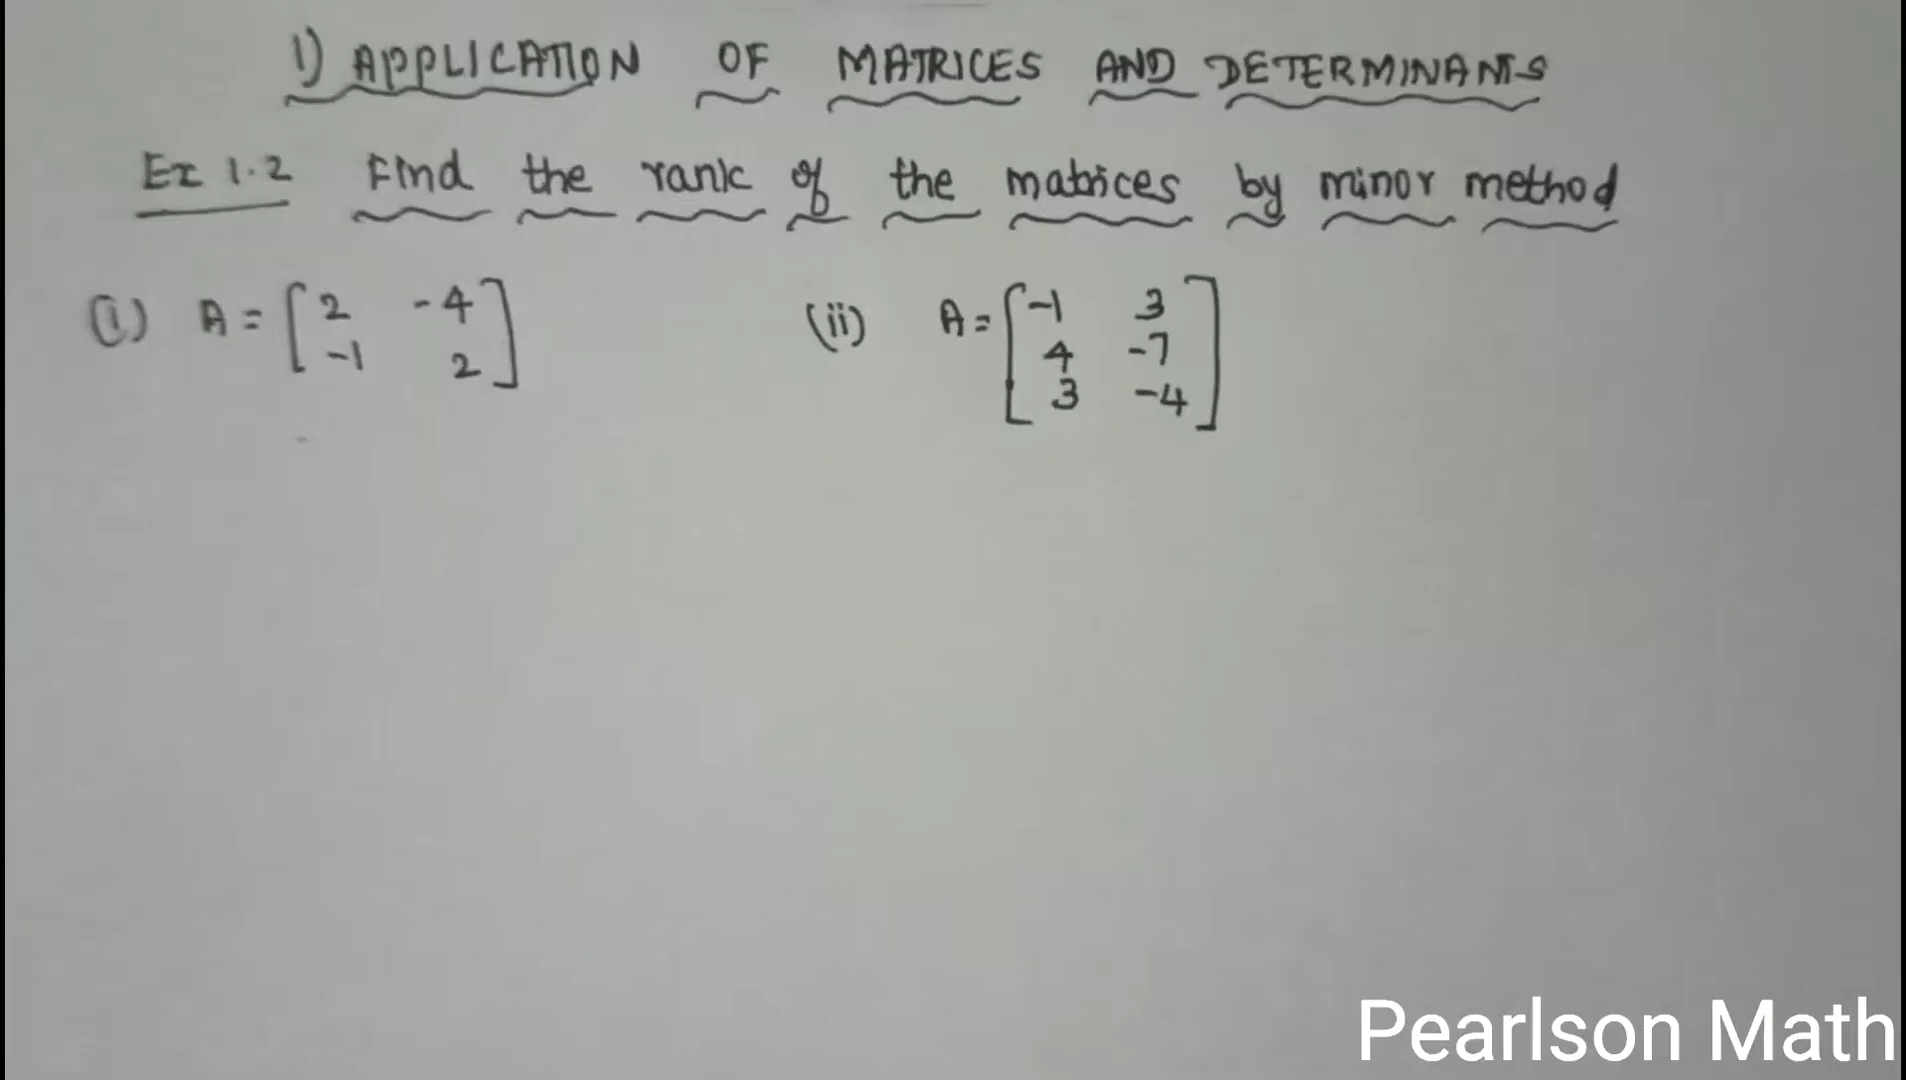 1) APPLICATION OF MATRICES AND DETERMINANTS
Ex 1.2 Find the rank of the matrices by minor method
(i) A = [2 -4 (ii) A = [-1 3
-1 2] 4 -7
3 -4]
Pearlson Math